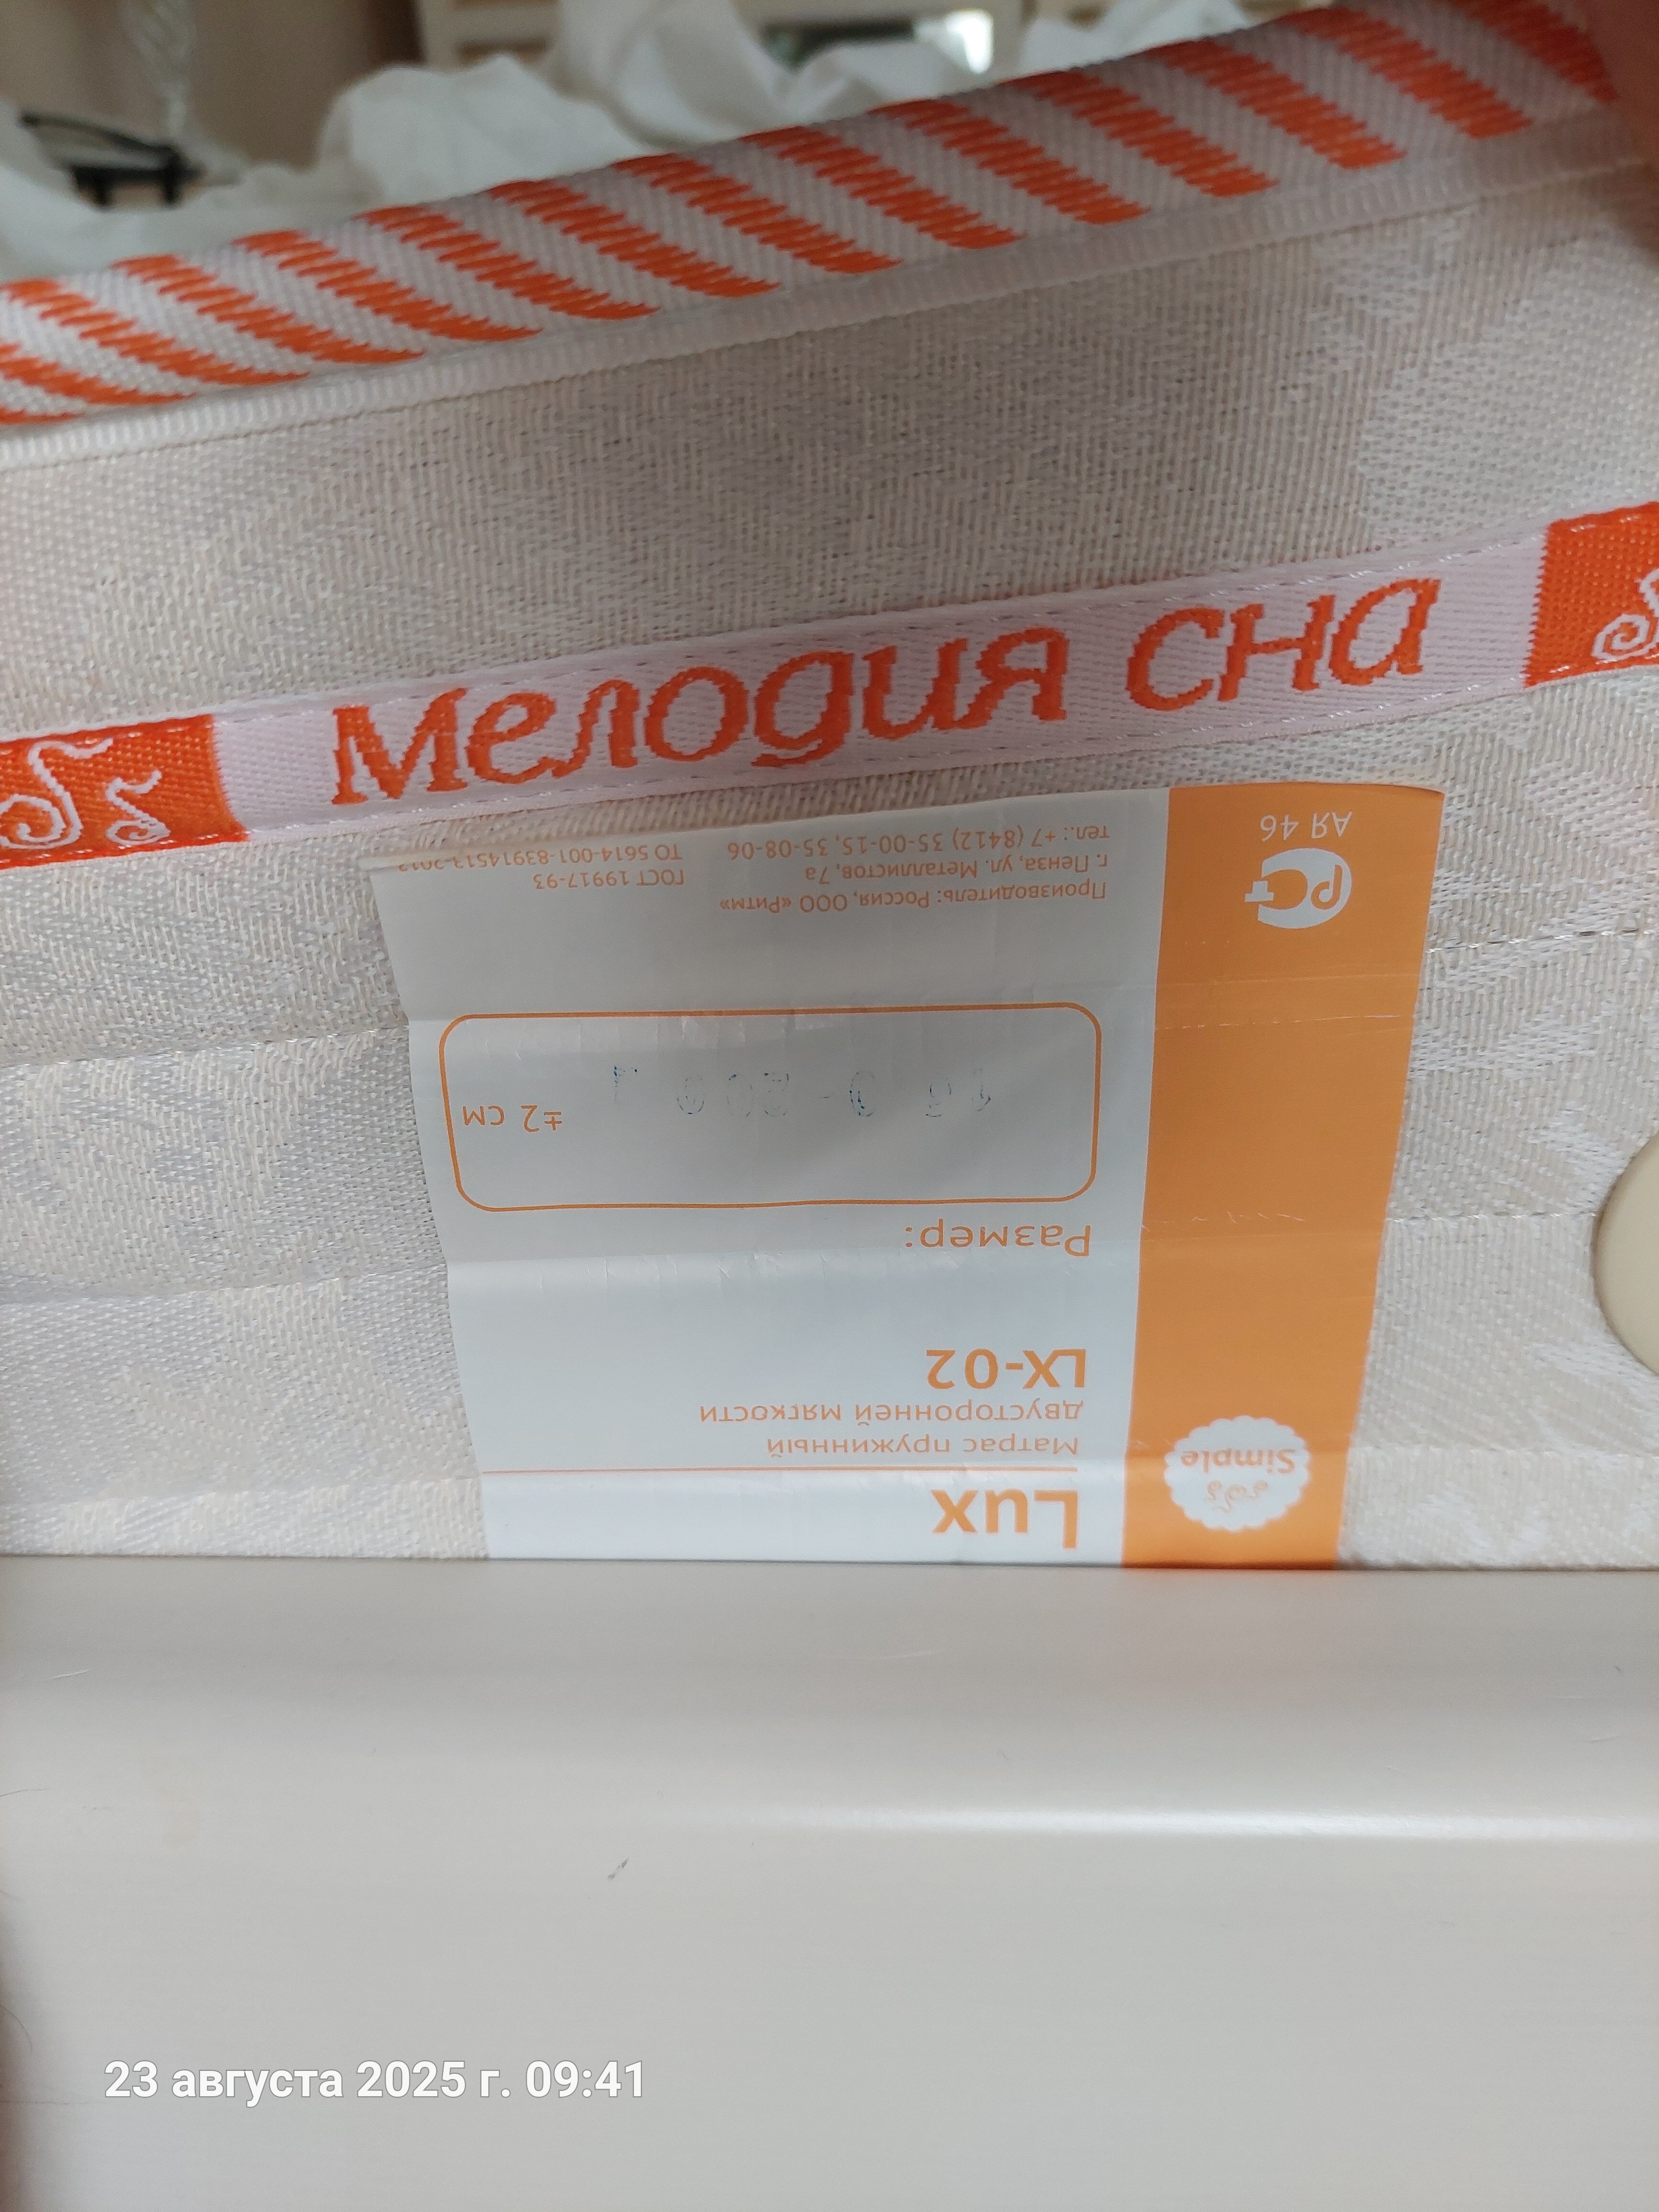 мелодия сна
Lux
Матрас пружинный
двусторонней мягкости
LX-02
Размер:
±2 см
Производитель: Россия, ООО «Ритм»
г. Пенза, ул. Металлистов, 7а
тел.: +7 (8412) 35-00-15, 35-08-06
ГОСТ 19917-93
ТО 5614-001-83914513-2012
Simple
РСТ
АЯ 46
23 августа 2025 г. 09:41